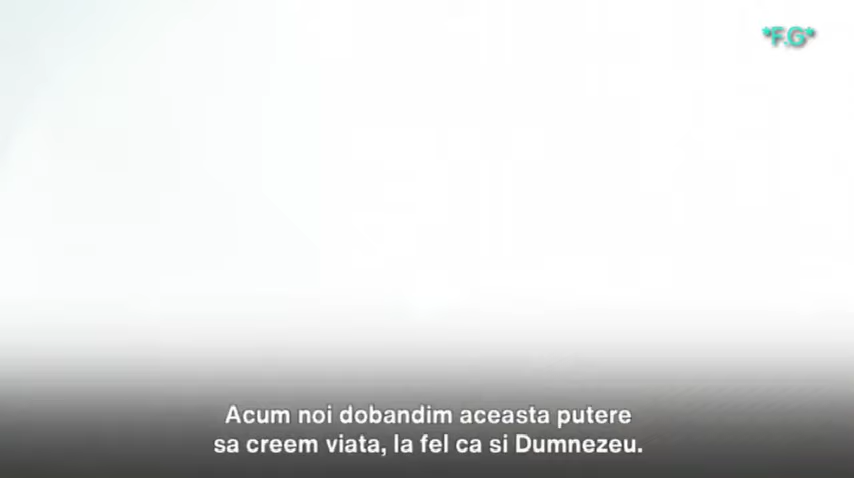 *F.G*
Acum noi dobandim aceasta putere
sa creem viata, la fel ca si Dumnezeu.